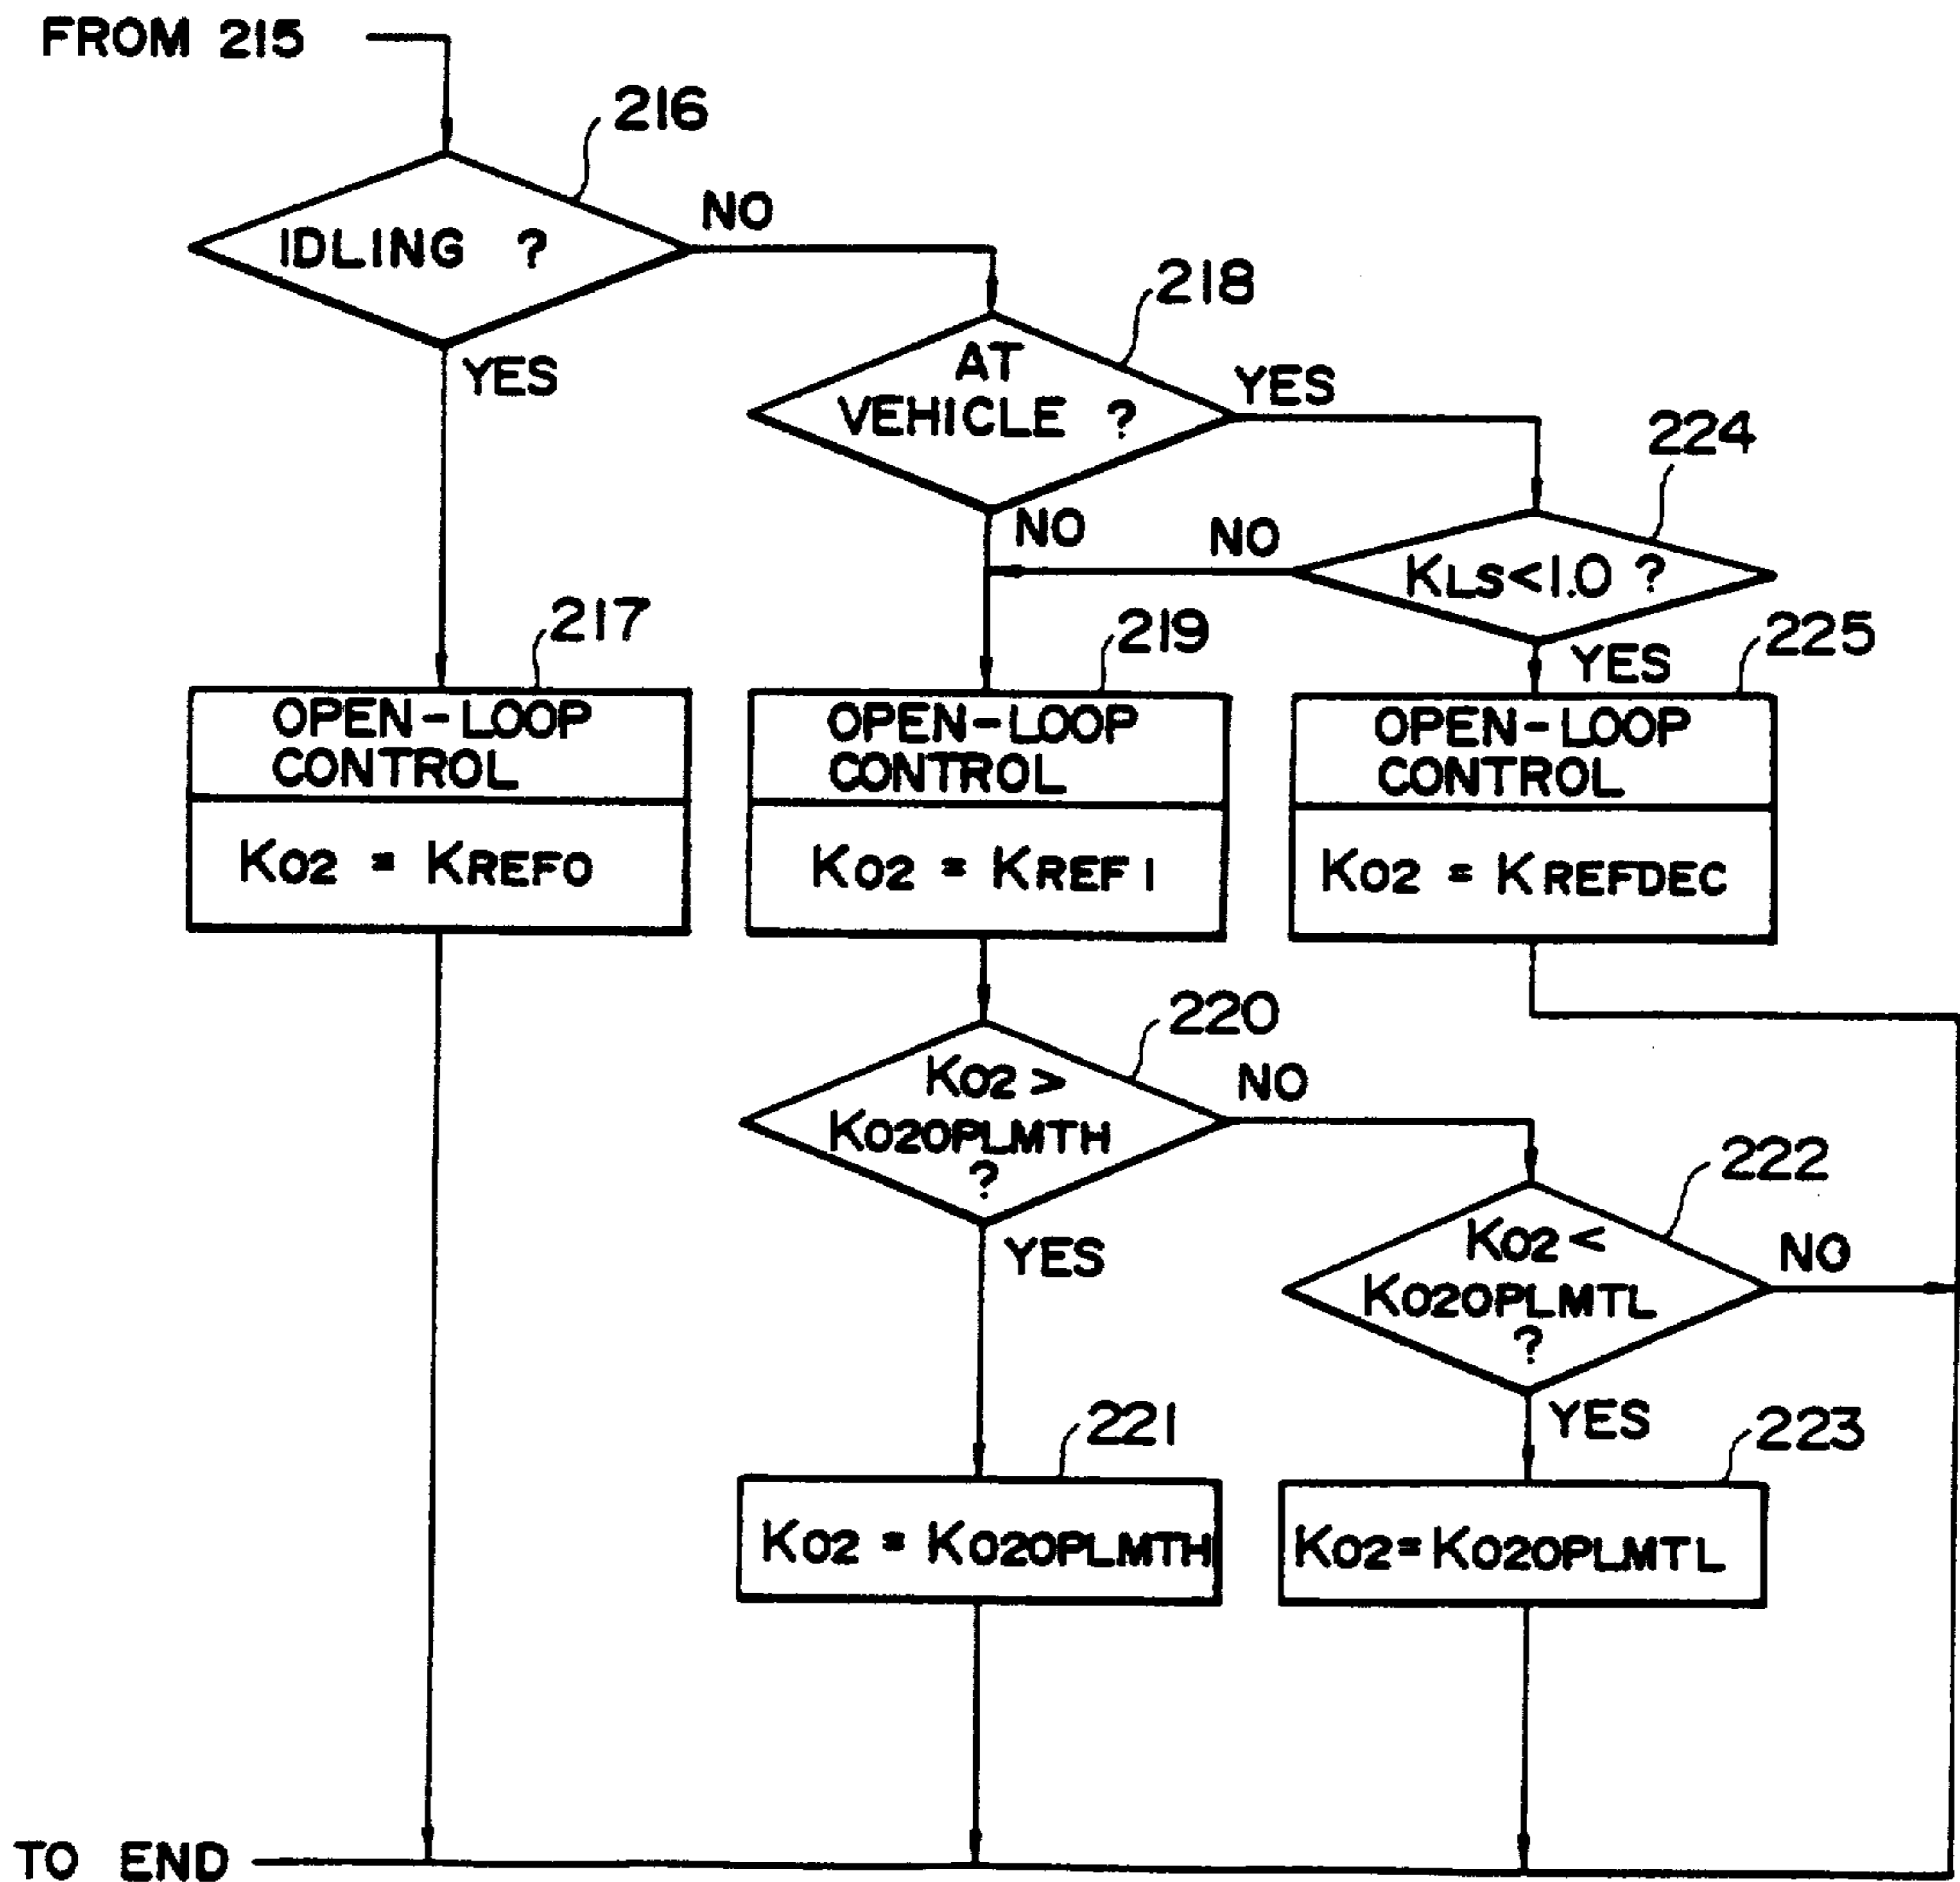 FROM 215
216
IDLING ?
NO
YES
218
AT
VEHICLE ?
YES
NO
224
NO
KLS<1.0 ?
YES
217
OPEN-LOOP
CONTROL
KO2 = KREFO
219
OPEN-LOOP
CONTROL
KO2 = KREF1
225
OPEN-LOOP
CONTROL
KO2 = KREFDEC
220
KO2 >
KO2OPLMTH
?
NO
YES
222
KO2 <
KO2OPLMTL
?
NO
YES
221
KO2 = KO2OPLMTH
223
KO2=KO2OPLMTL
TO END